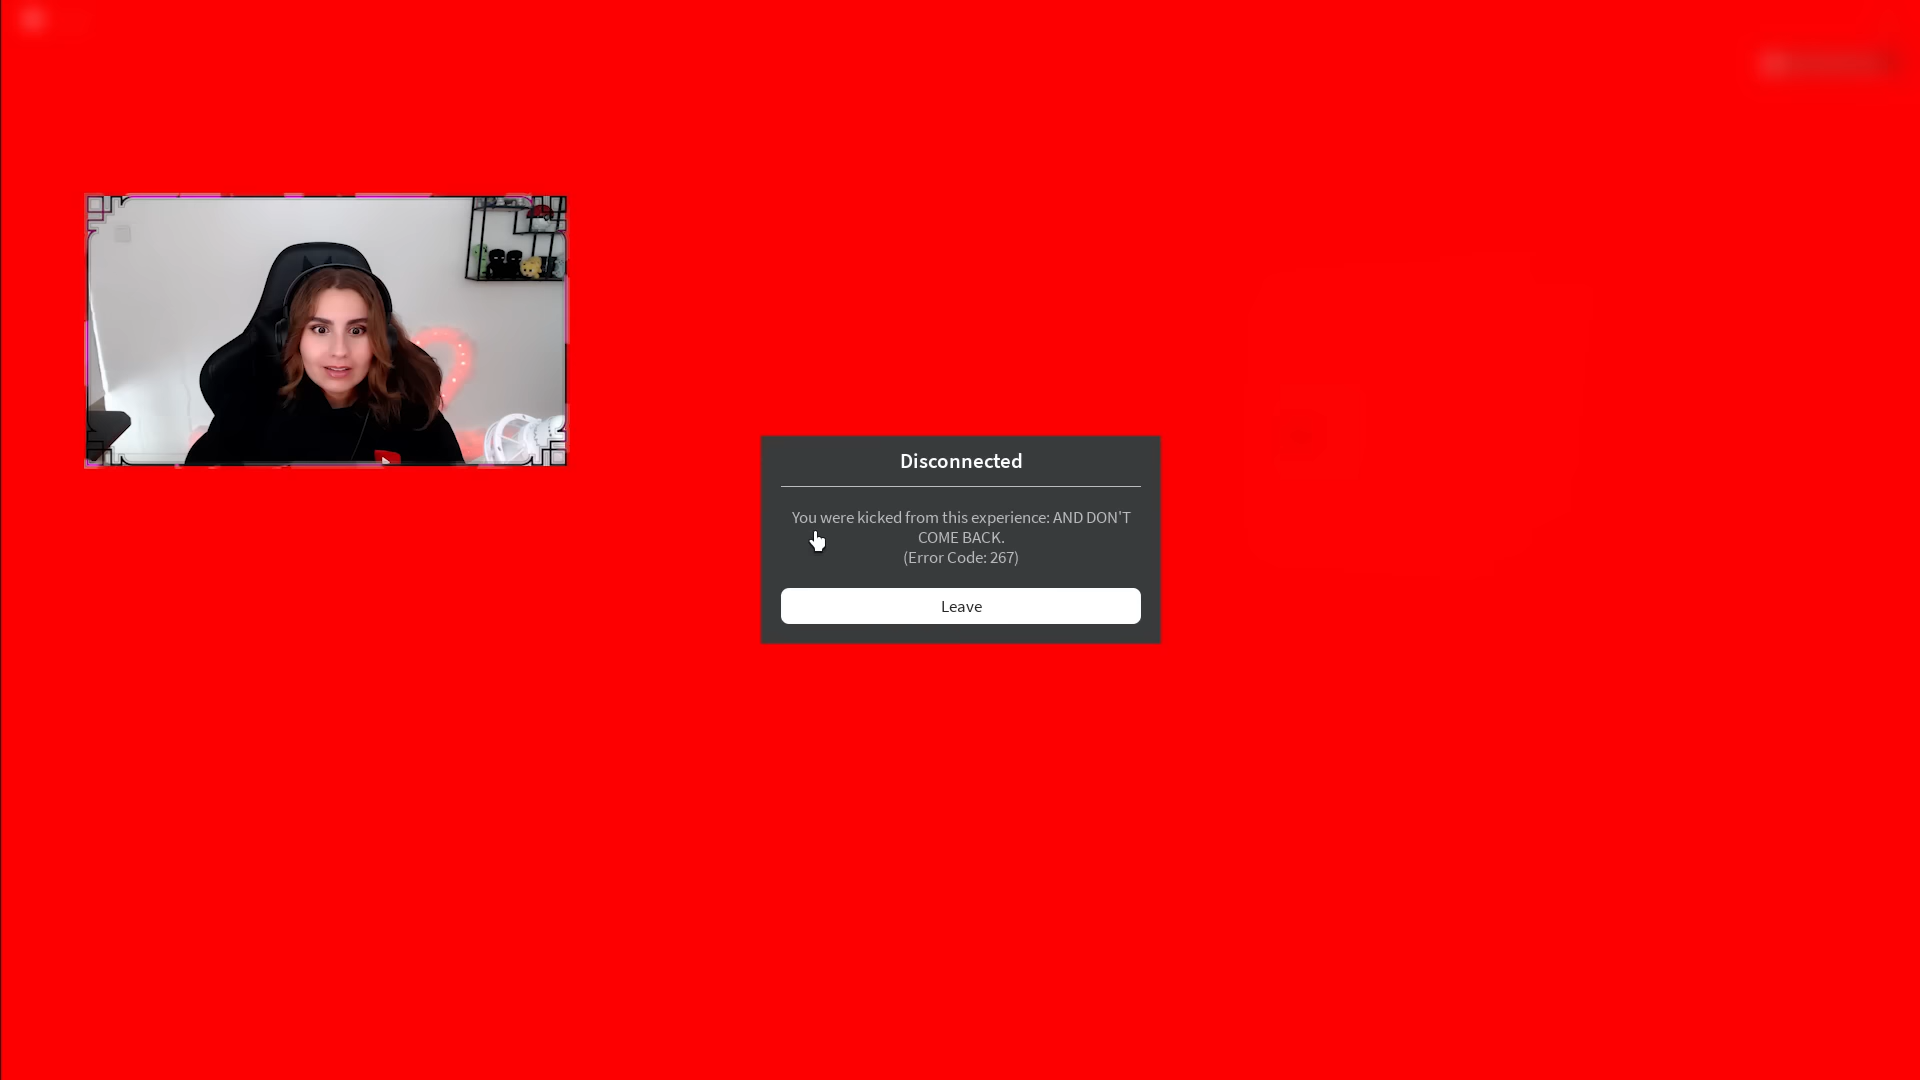 Disconnected
You were kicked from this experience: AND DON'T
COME BACK.
(Error Code: 267)
Leave